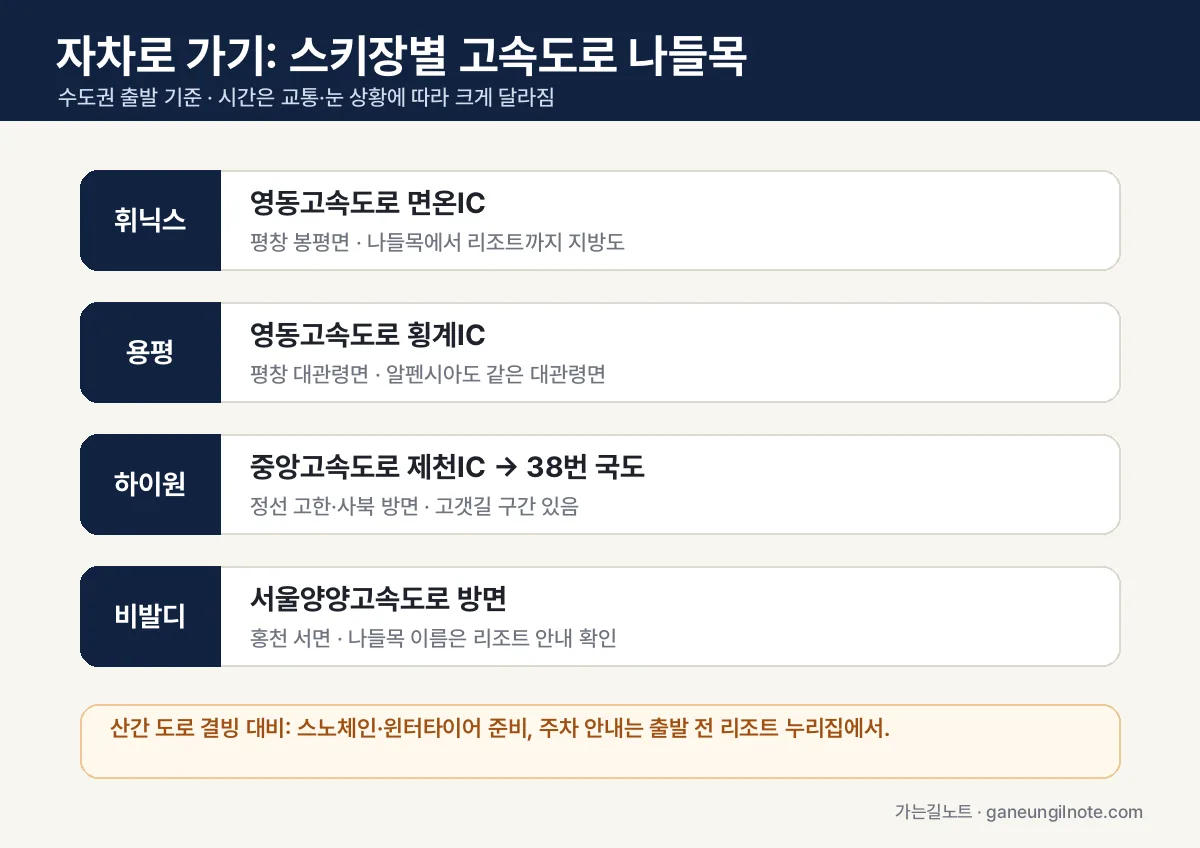 자차로 가기: 스키장별 고속도로 나들목
수도권 출발 기준 · 시간은 교통·눈 상황에 따라 크게 달라짐
휘닉스
영동고속도로 면온IC
평창 봉평면 · 나들목에서 리조트까지 지방도
용평
영동고속도로 횡계IC
평창 대관령면 · 알펜시아도 같은 대관령면
하이원
중앙고속도로 제천IC → 38번 국도
정선 고한·사북 방면 · 고갯길 구간 있음
비발디
서울양양고속도로 방면
홍천 서면 · 나들목 이름은 리조트 안내 확인
산간 도로 결빙 대비: 스노체인·윈터타이어 준비, 주차 안내는 출발 전 리조트 누리집에서.
가는길노트 · ganeungilnote.com